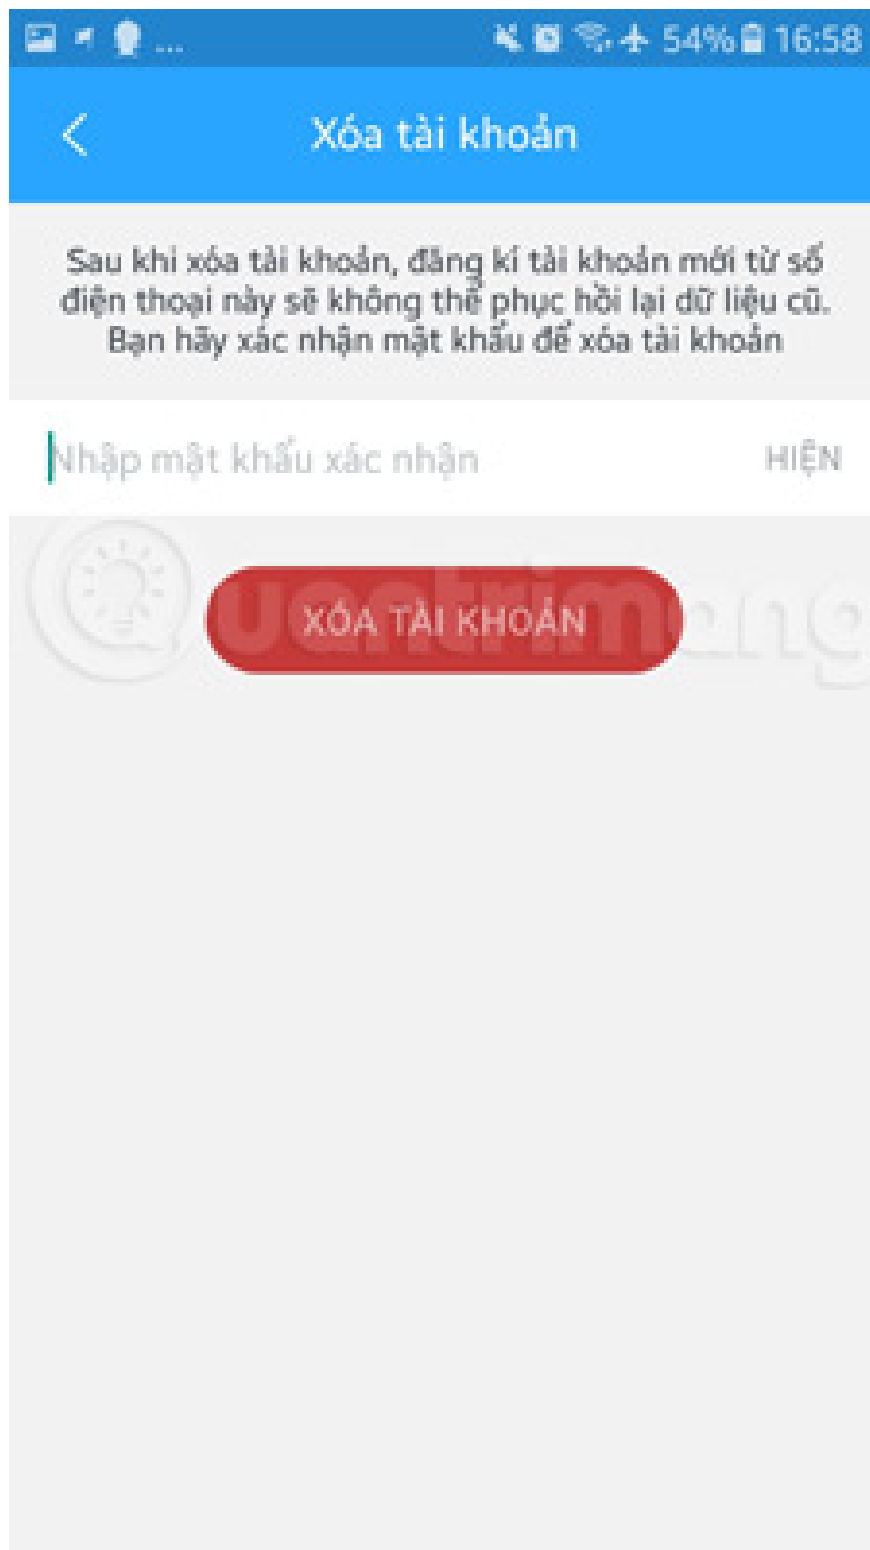 ... 54% 16:58
Xóa tài khoản
Sau khi xóa tài khoản, đăng kí tài khoản mới từ số
điện thoại này sẽ không thể phục hồi lại dữ liệu cũ.
Bạn hãy xác nhận mật khẩu để xóa tài khoản
Nhập mật khẩu xác nhận HIỆN
XÓA TÀI KHOẢN
Quantrimang